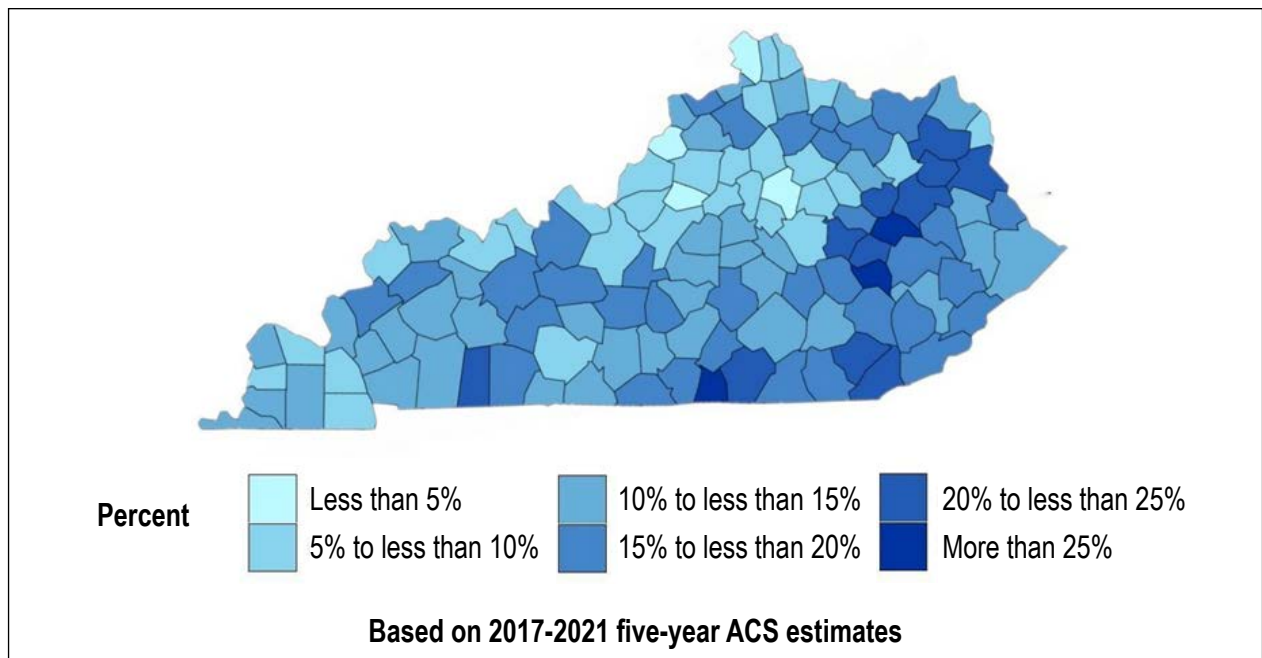 Percent
Less than 5%
5% to less than 10%
10% to less than 15%
15% to less than 20%
20% to less than 25%
More than 25%
Based on 2017-2021 five-year ACS estimates